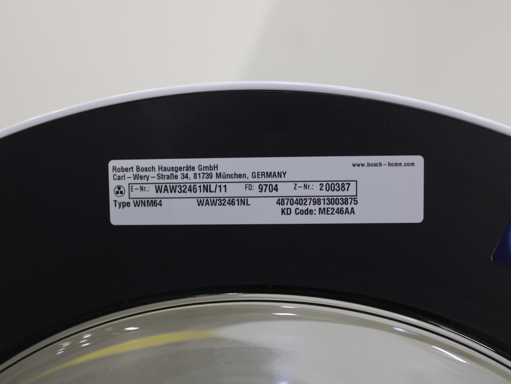 Robert Bosch Hausgeräte GmbH
www.bosch-home.com
Carl-Wery-Straße 34, 81739 München, GERMANY
E-Nr.: WAW32461NL/11 FD: 9704 Z-Nr.: 200387
Type WNM64 WAW32461NL 487040279813003875
KD Code: ME246AA